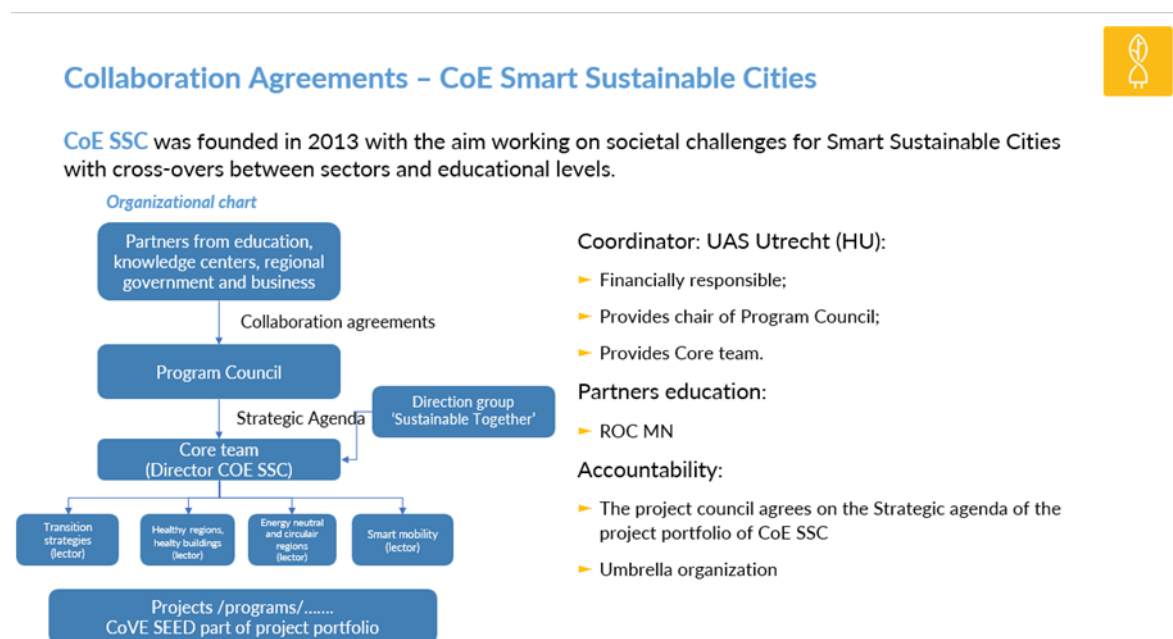 Collaboration Agreements – CoE Smart Sustainable Cities
CoE SSC was founded in 2013 with the aim working on societal challenges for Smart Sustainable Cities
with cross-overs between sectors and educational levels.
Organizational chart
Partners from education,
knowledge centers, regional
government and business
Collaboration agreements
Program Council
Strategic Agenda
Direction group
‘Sustainable Together’
Core team
(Director COE SSC)
Transition
strategies
(lector)
Healthy regions,
healty buildings
(lector)
Energy neutral
and circulair
regions
(lector)
Smart mobility
(lector)
Projects /programs/.......
CoVE SEED part of project portfolio
Coordinator: UAS Utrecht (HU):
► Financially responsible;
► Provides chair of Program Council;
► Provides Core team.
Partners education:
► ROC MN
Accountability:
► The project council agrees on the Strategic agenda of the
project portfolio of CoE SSC
► Umbrella organization